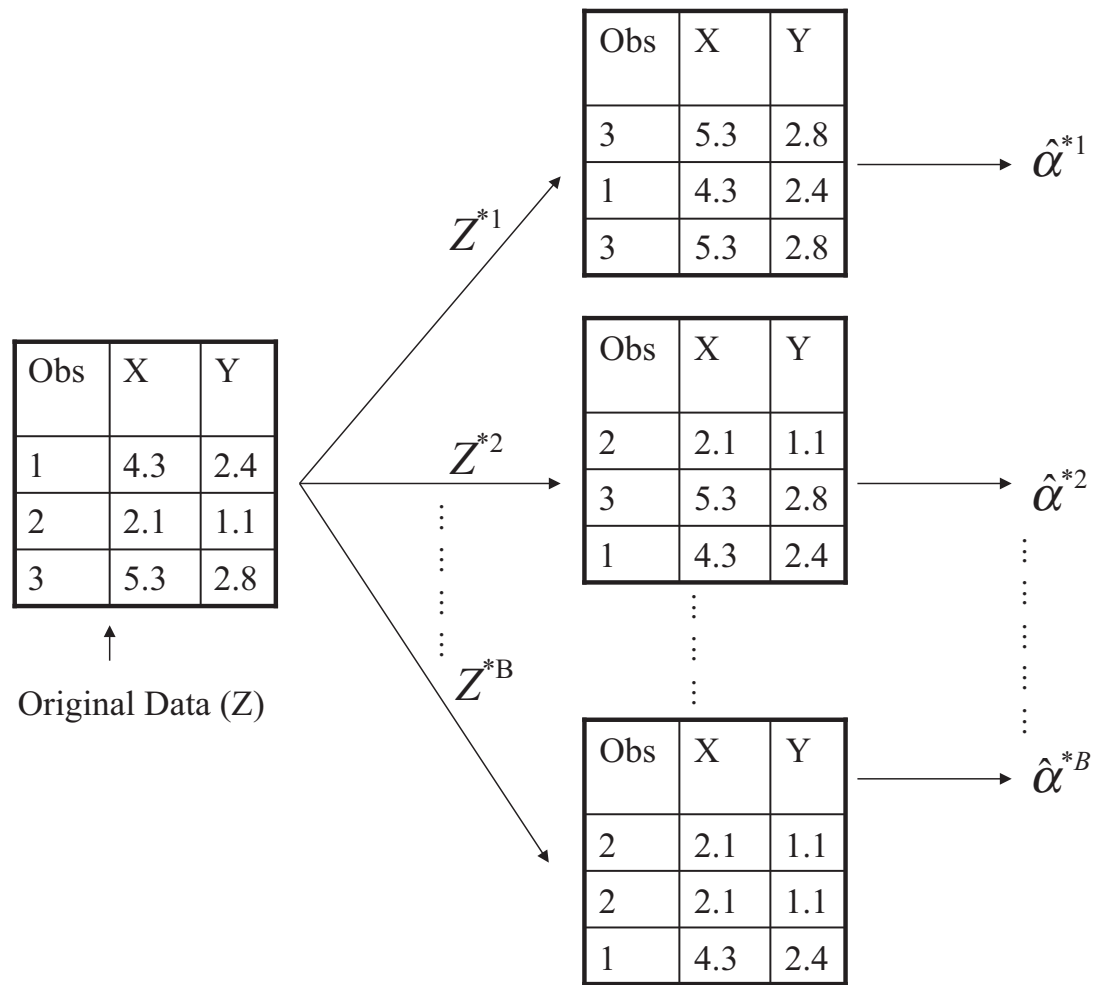 Obs X Y
3 5.3 2.8
1 4.3 2.4
3 5.3 2.8
α̂*1
Z*1
Obs X Y
1 4.3 2.4
2 2.1 1.1
3 5.3 2.8
Original Data (Z)
Z*2
Obs X Y
2 2.1 1.1
3 5.3 2.8
1 4.3 2.4
α̂*2
Z*B
Obs X Y
2 2.1 1.1
2 2.1 1.1
1 4.3 2.4
α̂*B